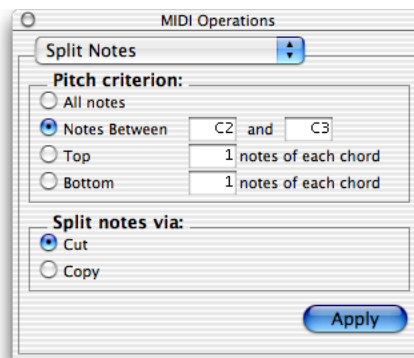 MIDI Operations
Split Notes
Pitch criterion:
All notes
Notes Between C2 and C3
Top 1 notes of each chord
Bottom 1 notes of each chord
Split notes via:
Cut
Copy
Apply